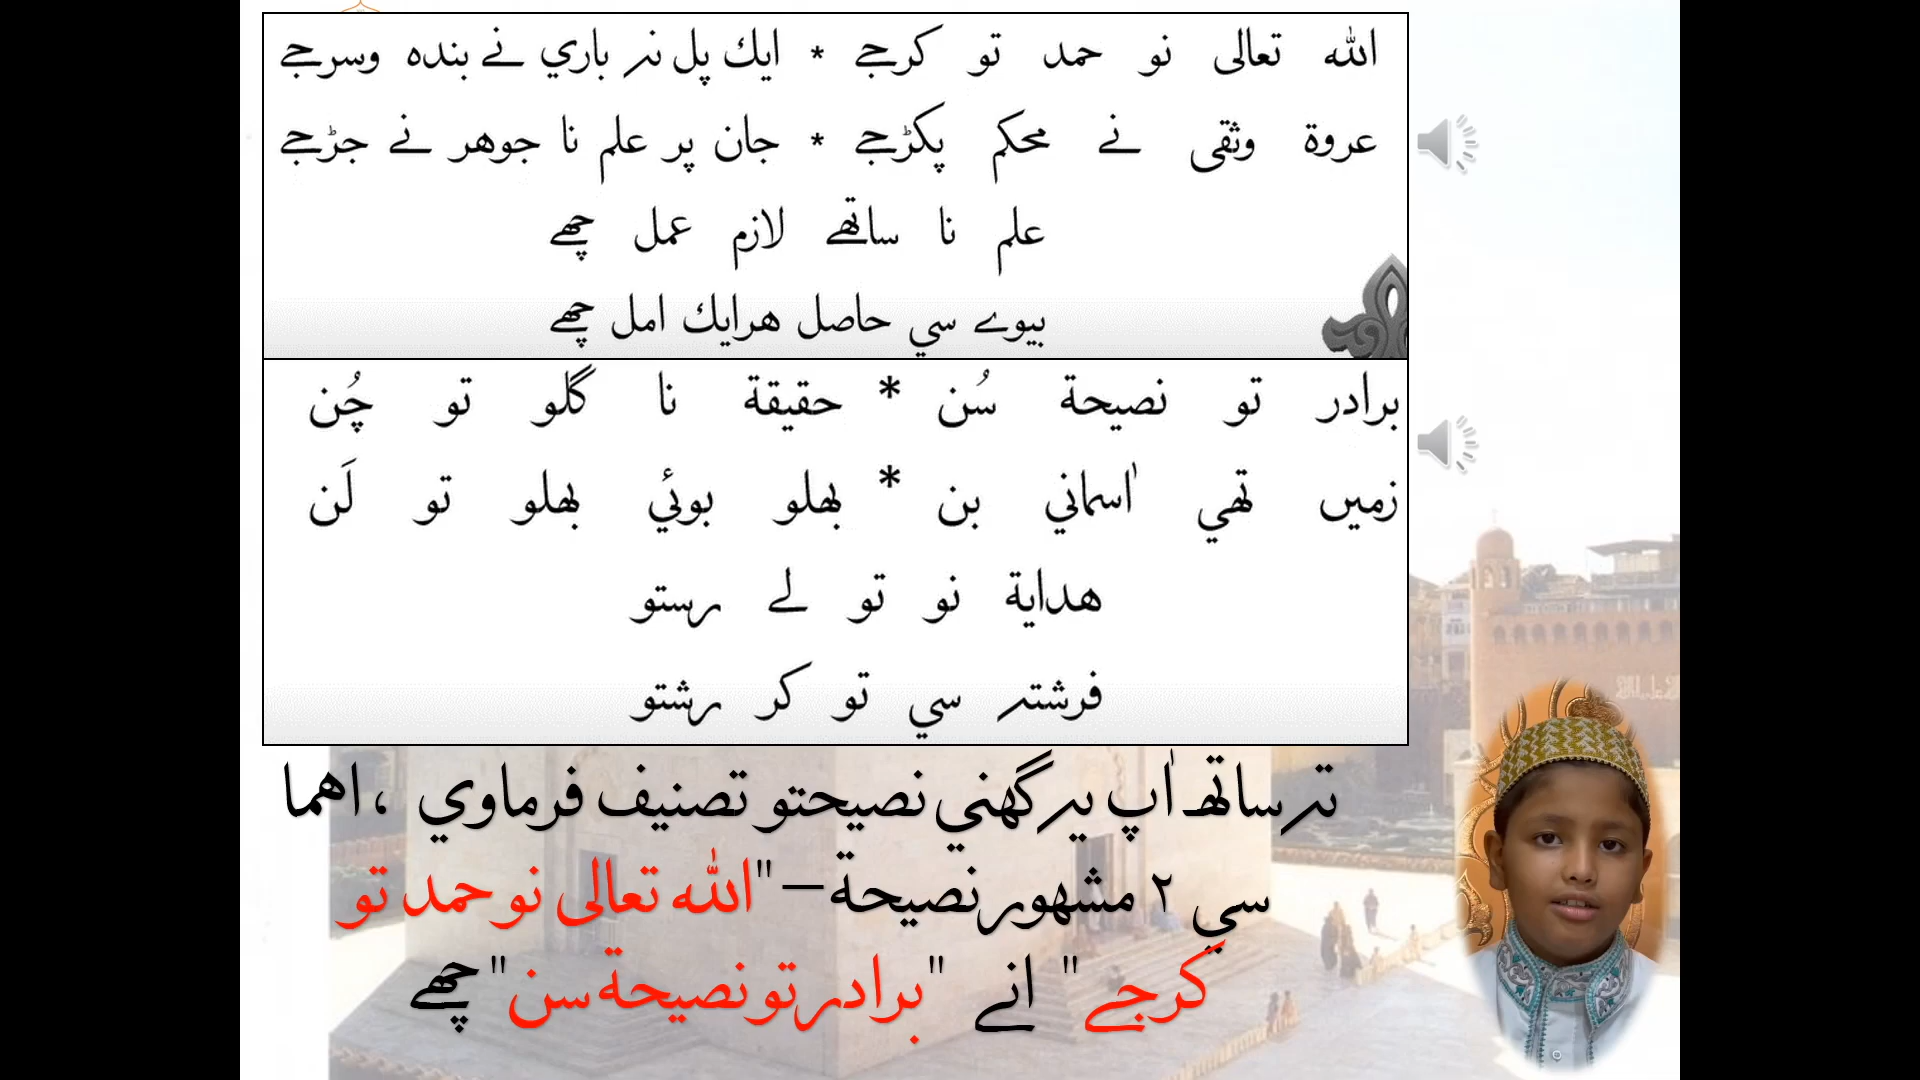 الله تعالى نو حمد تو كرجے * ايك پل نہ باري نے بنده وسرجے
عروة وثقى نے محكم پكڑجے * جان پر علم نا جوهر نے جڑجے
علم نا ساتھے لازم عمل چھے
بيوے سي حاصل هرايك امل چھے
برادر تو نصيحة سُن * حقيقة نا گلو تو چُن
زميں تھي اٰسماني بن * بھلو بوئي بھلو تو لَن
هداية نو تو لے رستو
فرشتہ سي تو كر رشتو
تہ ساتھ اٰپ يہ گھني نصيحتو تصنيف فرماوي ، اهما
سي ٢ مشهور نصيحة – "الله تعالى نو حمد تو
كرجے" انے "برادر تو نصيحة سن" چھے